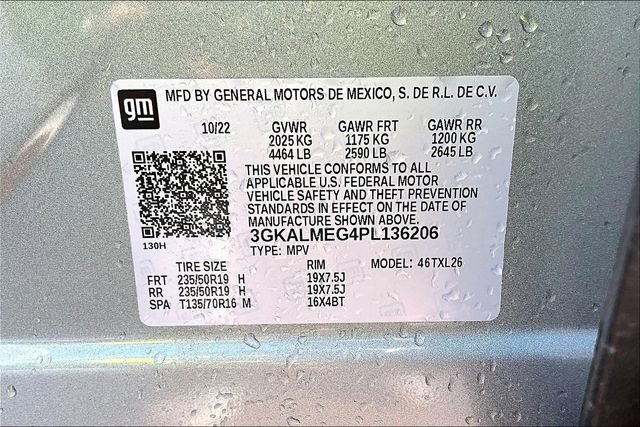 gm
MFD BY GENERAL MOTORS DE MEXICO, S. DE R.L. DE C.V.
10/22 GVWR GAWR FRT GAWR RR
2025 KG 1175 KG 1200 KG
4464 LB 2590 LB 2645 LB
THIS VEHICLE CONFORMS TO ALL
APPLICABLE U.S. FEDERAL MOTOR
VEHICLE SAFETY AND THEFT PREVENTION
STANDARDS IN EFFECT ON THE DATE OF
MANUFACTURE SHOWN ABOVE.
3GKALMEG4PL136206
130H
TYPE: MPV
TIRE SIZE RIM MODEL: 46TXL26
FRT 235/50R19 H 19X7.5J
RR 235/50R19 H 19X7.5J
SPA T135/70R16 M 16X4BT